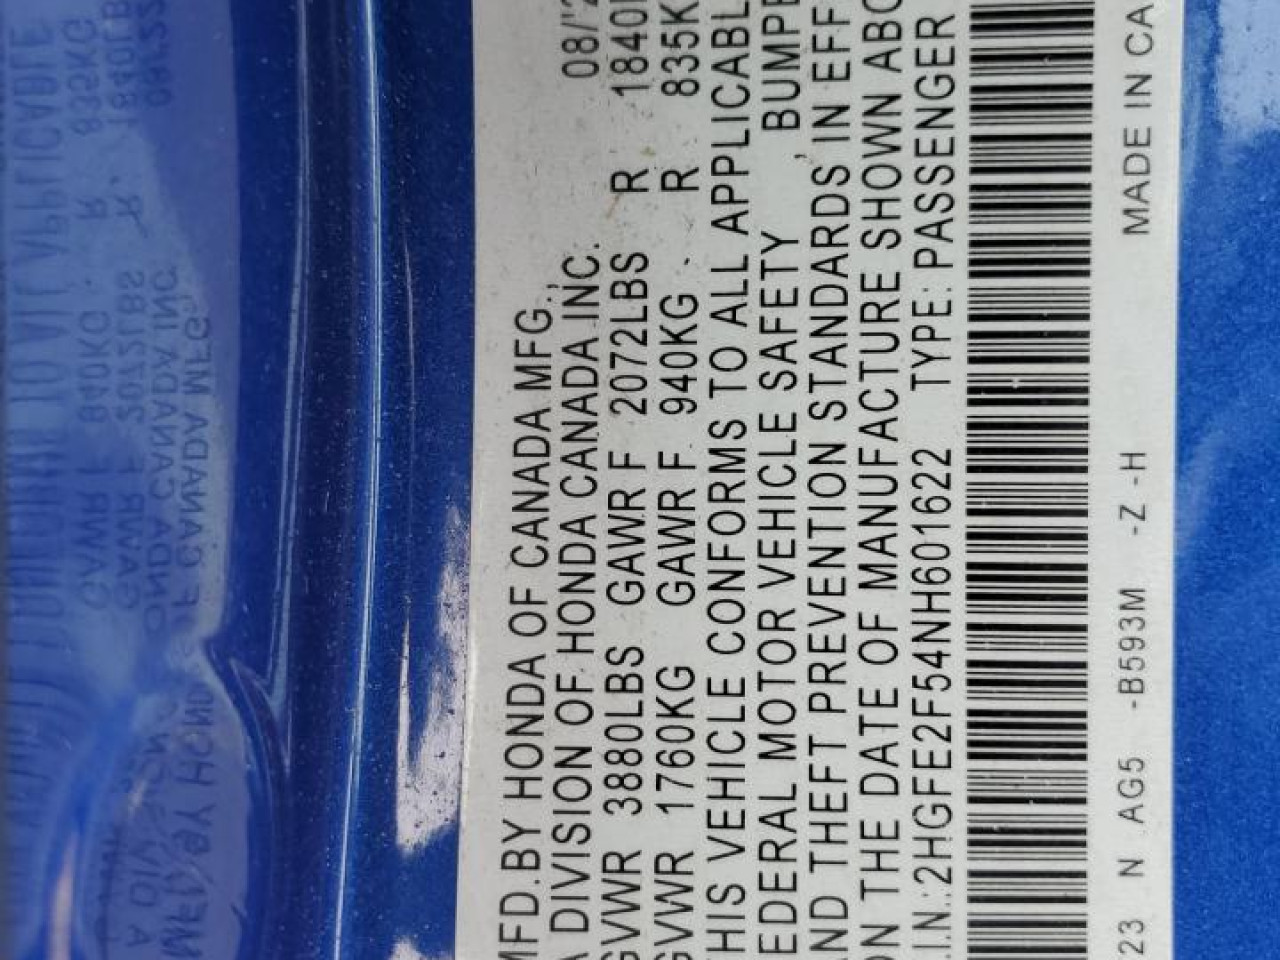 MFD.BY HONDA OF CANADA MFG.,
A DIVISION OF HONDA CANADA INC. 08/'2
GVWR 3880LBS GAWR F 2072LBS R 1840
GVWR 1760KG GAWR F 940KG R 835K
THIS VEHICLE CONFORMS TO ALL APPLICABL
FEDERAL MOTOR VEHICLE SAFETY, BUMPE
AND THEFT PREVENTION STANDARDS IN EFF
ON THE DATE OF MANUFACTURE SHOWN ABO
V.I.N.: 2HGFE2F54NH601622 TYPE: PASSENGER
23 N AG5 -B593M -Z -H MADE IN CA